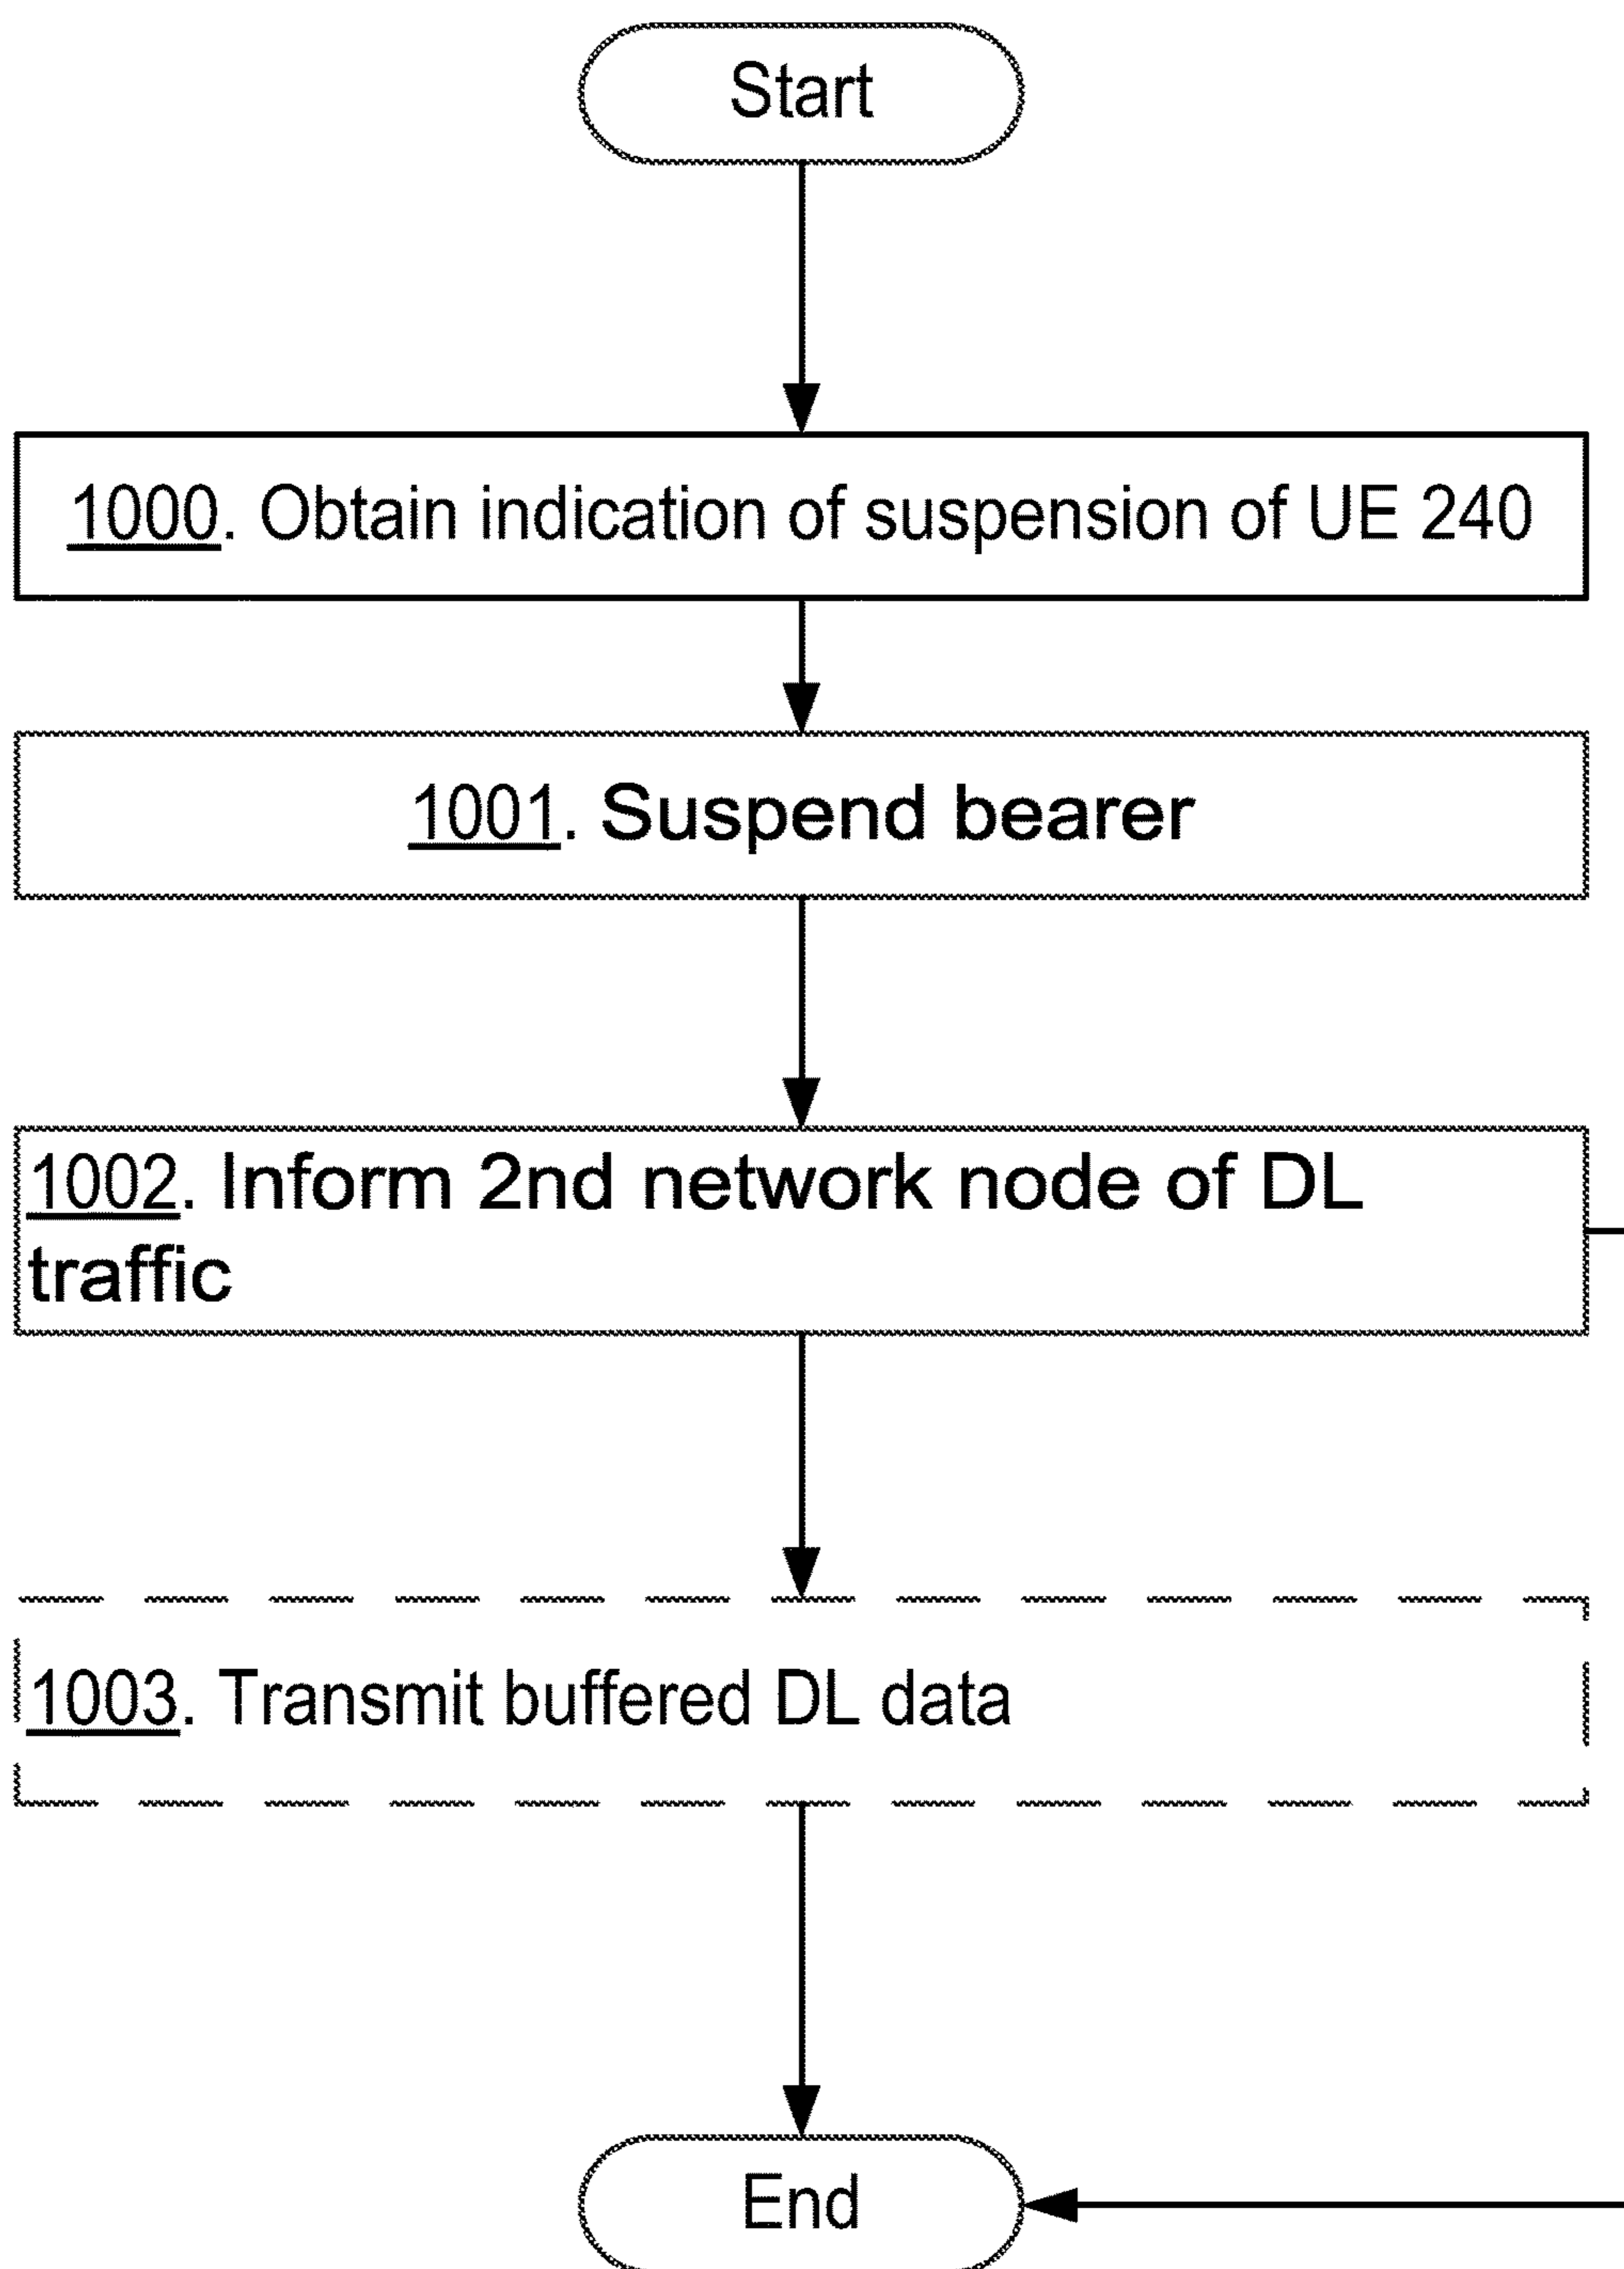 Start
1000. Obtain indication of suspension of UE 240
1001. Suspend bearer
1002. Inform 2nd network node of DL
traffic
1003. Transmit buffered DL data
End